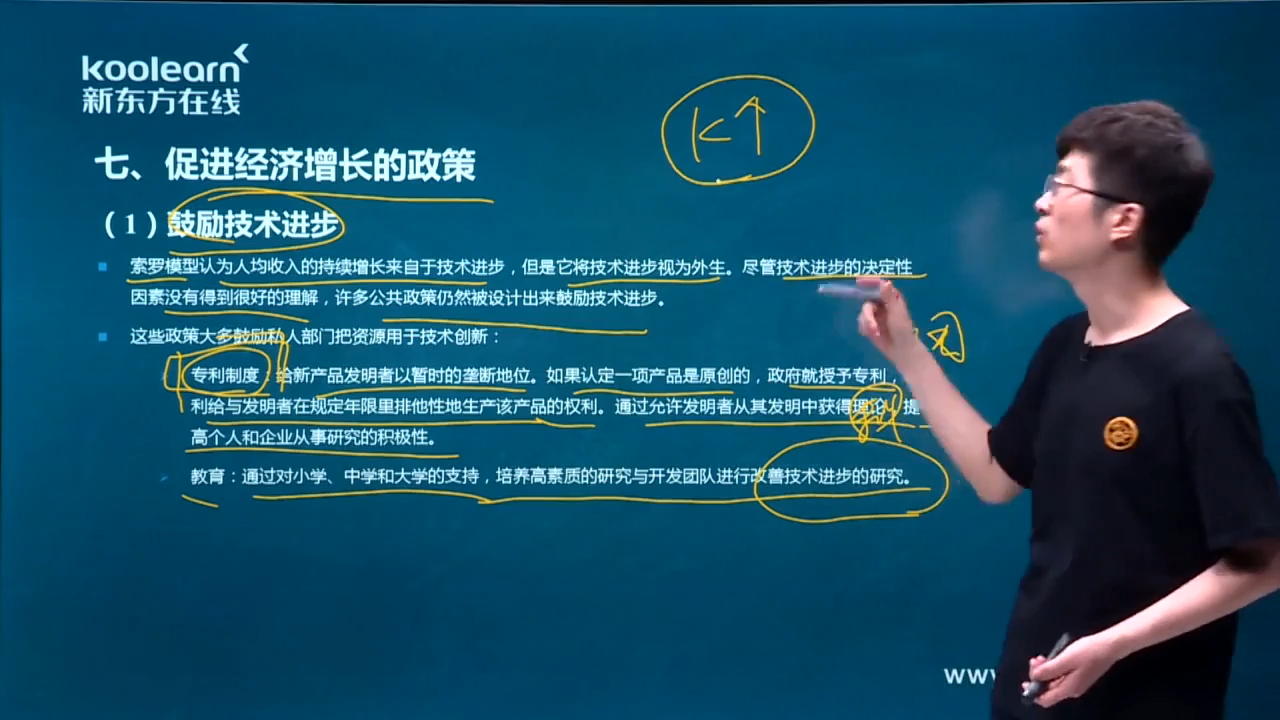 koolearn
新东方在线
K↑
七、促进经济增长的政策
（1）鼓励技术进步
索罗模型认为人均收入的持续增长来自于技术进步，但是它将技术进步视为外生。尽管技术进步的决定性
因素没有得到很好的理解，许多公共政策仍然被设计出来鼓励技术进步。
这些政策大多鼓励私人部门把资源用于技术创新：
专利制度：给新产品发明者以暂时的垄断地位。如果认定一项产品是原创的，政府就授予专利，
利给与发明者在规定年限里排他性地生产该产品的权利。通过允许发明者从其发明中获得 提
高个人和企业从事研究的积极性。
教育：通过对小学、中学和大学的支持，培养高素质的研究与开发团队进行改善技术进步的研究。
www